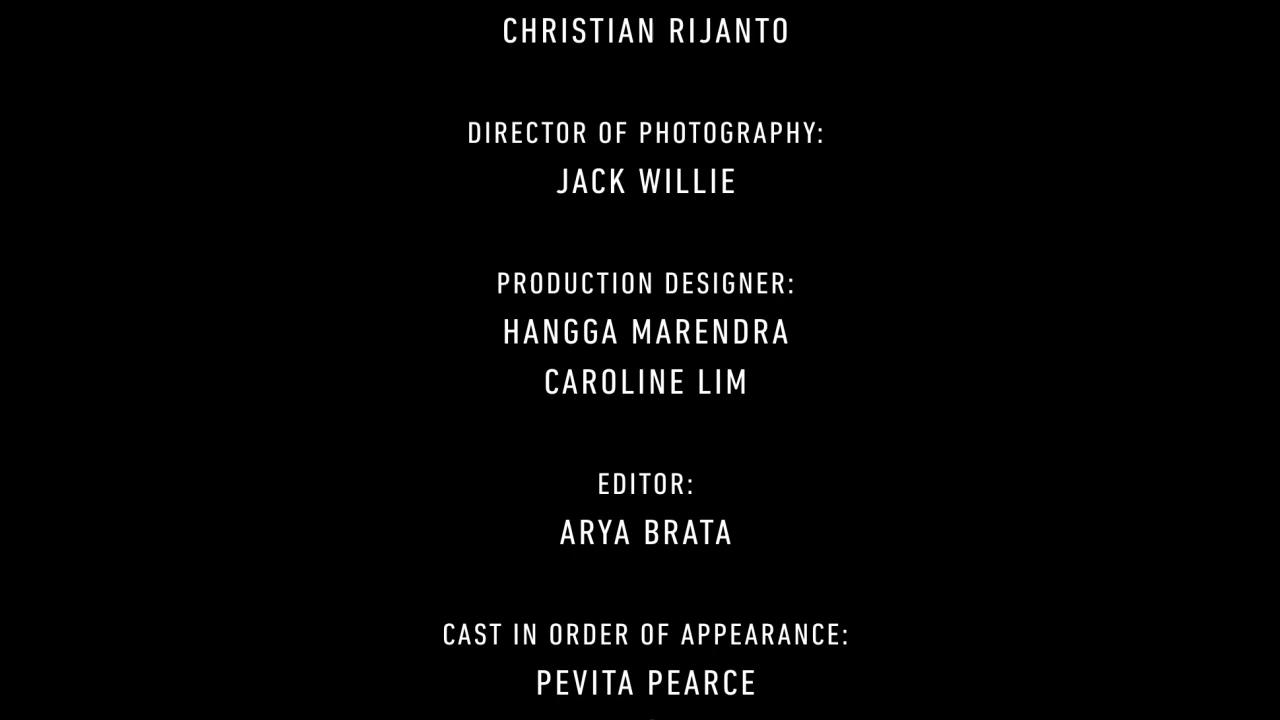 CHRISTIAN RIJANTO
DIRECTOR OF PHOTOGRAPHY:
JACK WILLIE
PRODUCTION DESIGNER:
HANGGA MARENDRA
CAROLINE LIM
EDITOR:
ARYA BRATA
CAST IN ORDER OF APPEARANCE:
PEVITA PEARCE